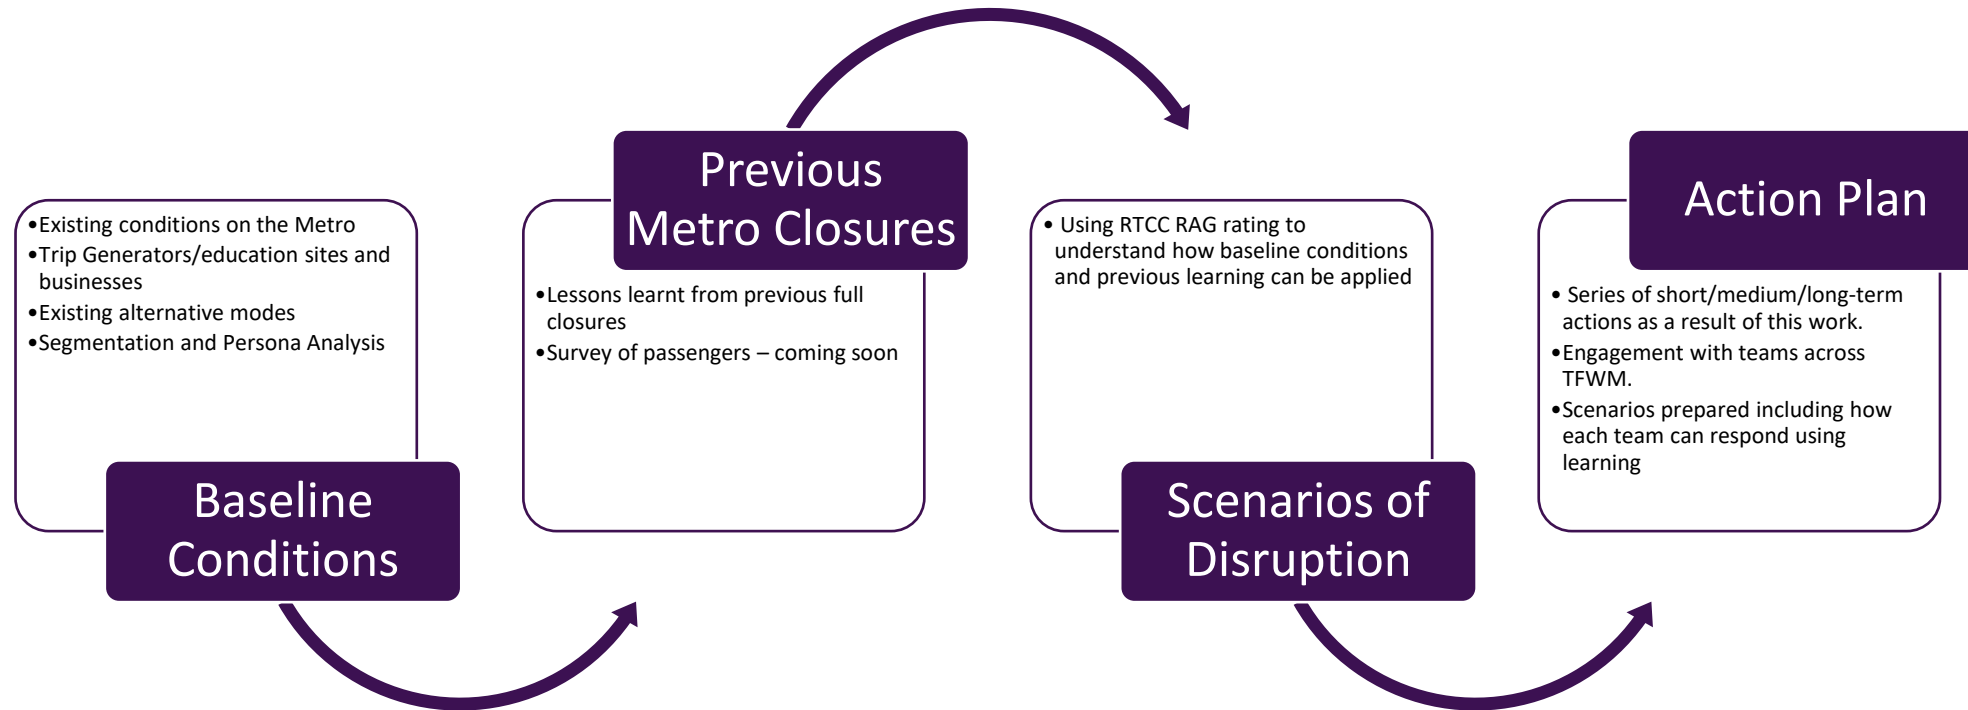 •Existing conditions on the Metro
•Trip Generators/education sites and
businesses
•Existing alternative modes
•Segmentation and Persona Analysis
Baseline
Conditions
Previous
Metro Closures
•Lessons learnt from previous full
closures
•Survey of passengers – coming soon
• Using RTCC RAG rating to
understand how baseline conditions
and previous learning can be applied
Scenarios of
Disruption
Action Plan
• Series of short/medium/long-term
actions as a result of this work.
•Engagement with teams across
TFWM.
•Scenarios prepared including how
each team can respond using
learning